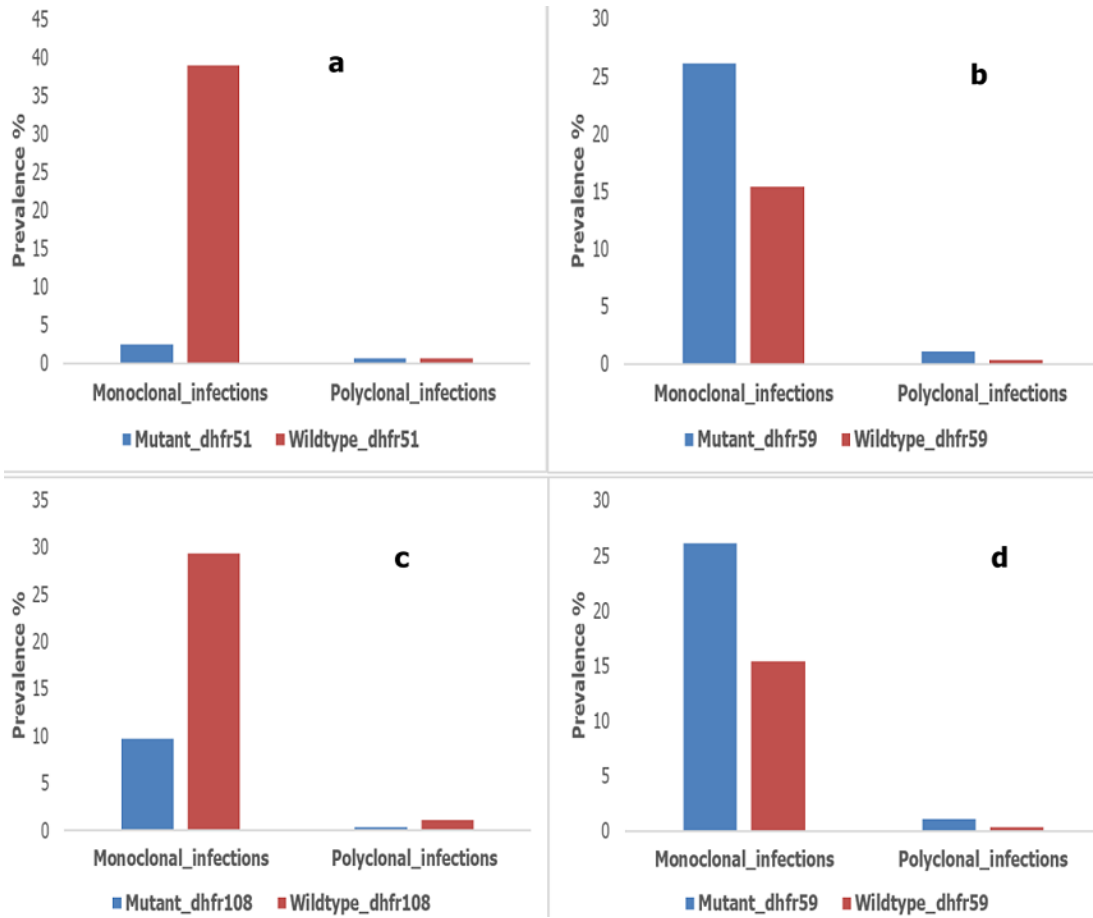 a
Prevalence %
45
40
35
30
25
20
15
10
5
0
Monoclonal_infections Polyclonal_infections
Mutant_dhfr51 Wildtype_dhfr51
b
Prevalence %
30
25
20
15
10
5
0
Monoclonal_infections Polyclonal_infections
Mutant_dhfr59 Wildtype_dhfr59
c
Prevalence %
35
30
25
20
15
10
5
0
Monoclonal_infections Polyclonal_infections
Mutant_dhfr108 Wildtype_dhfr108
d
Prevalence %
30
25
20
15
10
5
0
Monoclonal_infections Polyclonal_infections
Mutant_dhfr59 Wildtype_dhfr59